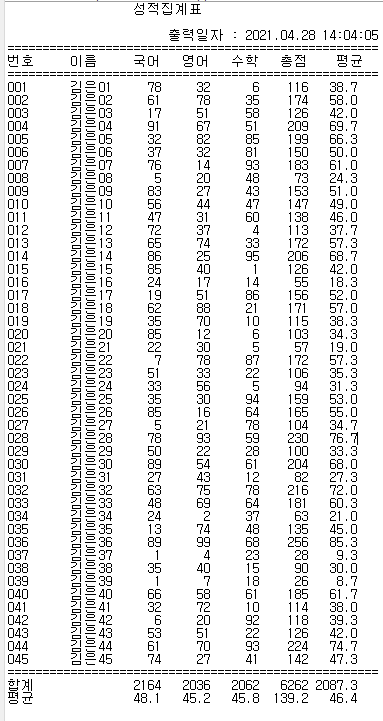 성적집계표
출력일자 : 2021.04.28 14:04:05
================================================
번호 이름 국어 영어 수학 총점 평균
================================================
001 김은01 78 32 6 116 38.7
002 김은02 61 78 35 174 58.0
003 김은03 17 51 58 126 42.0
004 김은04 91 67 51 209 69.7
005 김은05 32 82 85 199 66.3
006 김은06 37 32 81 150 50.0
007 김은07 76 14 93 183 61.0
008 김은08 5 20 48 73 24.3
009 김은09 83 27 43 153 51.0
010 김은10 56 44 47 147 49.0
011 김은11 47 31 60 138 46.0
012 김은12 72 37 4 113 37.7
013 김은13 65 74 33 172 57.3
014 김은14 86 25 95 206 68.7
015 김은15 85 40 1 126 42.0
016 김은16 24 17 14 55 18.3
017 김은17 19 51 86 156 52.0
018 김은18 62 88 21 171 57.0
019 김은19 35 70 10 115 38.3
020 김은20 85 12 6 103 34.3
021 김은21 22 30 5 57 19.0
022 김은22 7 78 87 172 57.3
023 김은23 51 33 22 106 35.3
024 김은24 33 56 5 94 31.3
025 김은25 35 30 94 159 53.0
026 김은26 85 16 64 165 55.0
027 김은27 5 21 78 104 34.7
028 김은28 78 93 59 230 76.7
029 김은29 50 22 28 100 33.3
030 김은30 89 54 61 204 68.0
031 김은31 27 43 12 82 27.3
032 김은32 63 75 78 216 72.0
033 김은33 48 69 64 181 60.3
034 김은34 24 2 37 63 21.0
035 김은35 13 74 48 135 45.0
036 김은36 89 99 68 256 85.3
037 김은37 1 4 23 28 9.3
038 김은38 35 40 15 90 30.0
039 김은39 1 7 18 26 8.7
040 김은40 66 58 61 185 61.7
041 김은41 32 72 10 114 38.0
042 김은42 6 20 92 118 39.3
043 김은43 53 51 22 126 42.0
044 김은44 61 70 93 224 74.7
045 김은45 74 27 41 142 47.3
================================================
합계 2164 2036 2062 6262 2087.3
평균 48.1 45.2 45.8 139.2 46.4